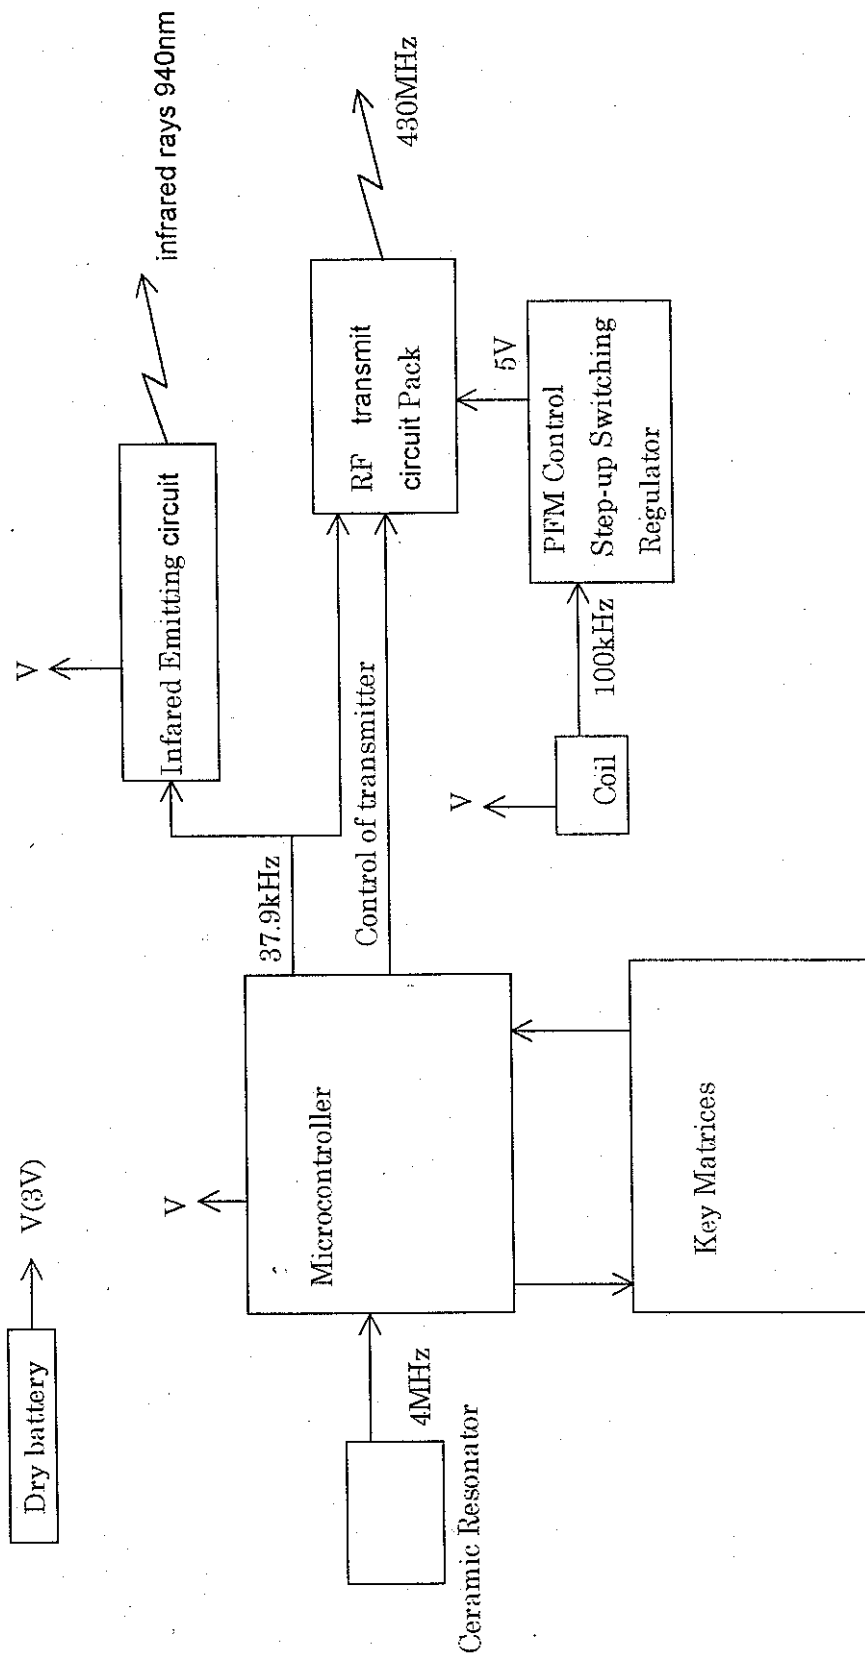 Dry battery
V(3V)
Ceramic Resonator
4MHz
V
Microcontroller
Key Matrices
37.9kHz
Control of transmitter
V
Infared Emitting circuit
infrared rays 940nm
RF transmit
circuit Pack
430MHz
5V
PFM Control
Step-up Switching
Regulator
100kHz
V
Coil